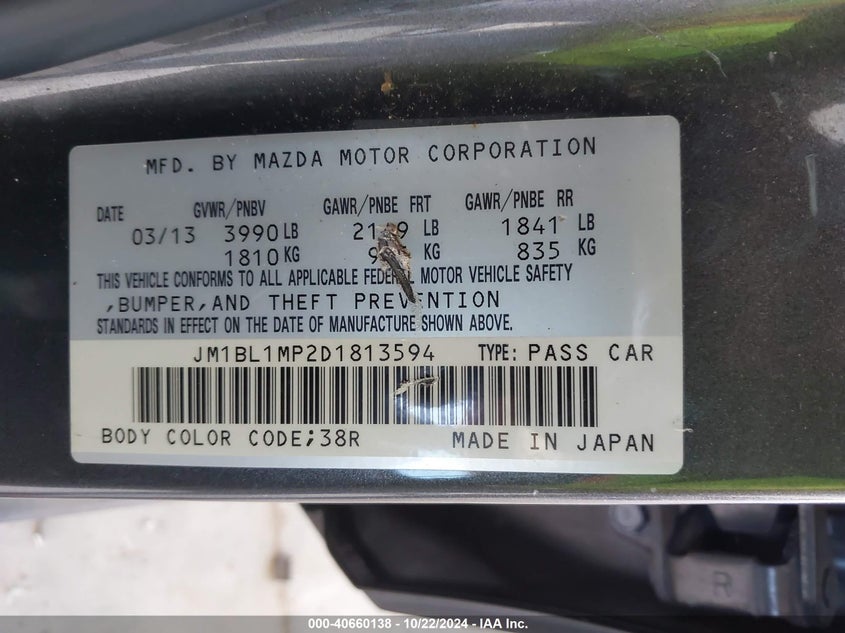 MFD. BY MAZDA MOTOR CORPORATION
DATE GVWR/PNBV GAWR/PNBE FRT GAWR/PNBE RR
03/13 3990 LB LB 1841 LB
1810 KG KG 835 KG
THIS VEHICLE CONFORMS TO ALL APPLICABLE FEDERAL MOTOR VEHICLE SAFETY
,BUMPER,AND THEFT PREVENTION
STANDARDS IN EFFECT ON THE DATE OF MANUFACTURE SHOWN ABOVE.
JM1BL1MP2D1813594 TYPE: PASS CAR
BODY COLOR CODE;38R MADE IN JAPAN
R
000-40660138 - 10/22/2024 - IAA Inc.